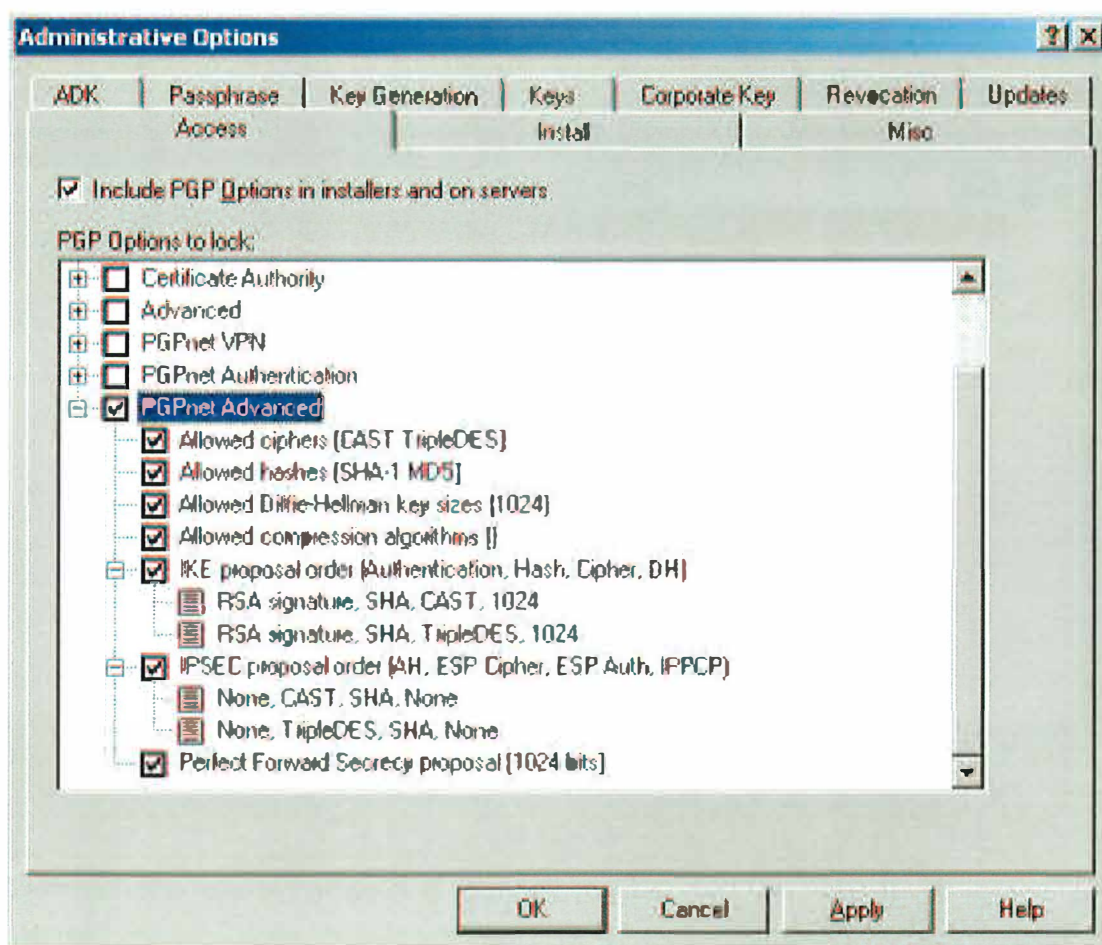 Administrative Options
ADK Passphrase Key Generation Keys Corporate Key Revocation Updates
Access Install Misc
Include PGP Options in installers and on servers
PGP Options to lock:
Certificate Authority
Advanced
PGPnet VPN
PGPnet Authentication
PGPnet Advanced
Allowed ciphers [CAST TripleDES]
Allowed hashes [SHA-1 MD5]
Allowed Diffie-Hellman key sizes [1024]
Allowed compression algorithms []
IKE proposal order (Authentication, Hash, Cipher, DH)
RSA signature, SHA, CAST, 1024
RSA signature, SHA, TripleDES, 1024
IPSEC proposal order (AH, ESP Cipher, ESP Auth, IPPCP)
None, CAST, SHA, None
None, TripleDES, SHA, None
Perfect Forward Secrecy proposal [1024 bits]
OK Cancel Apply Help